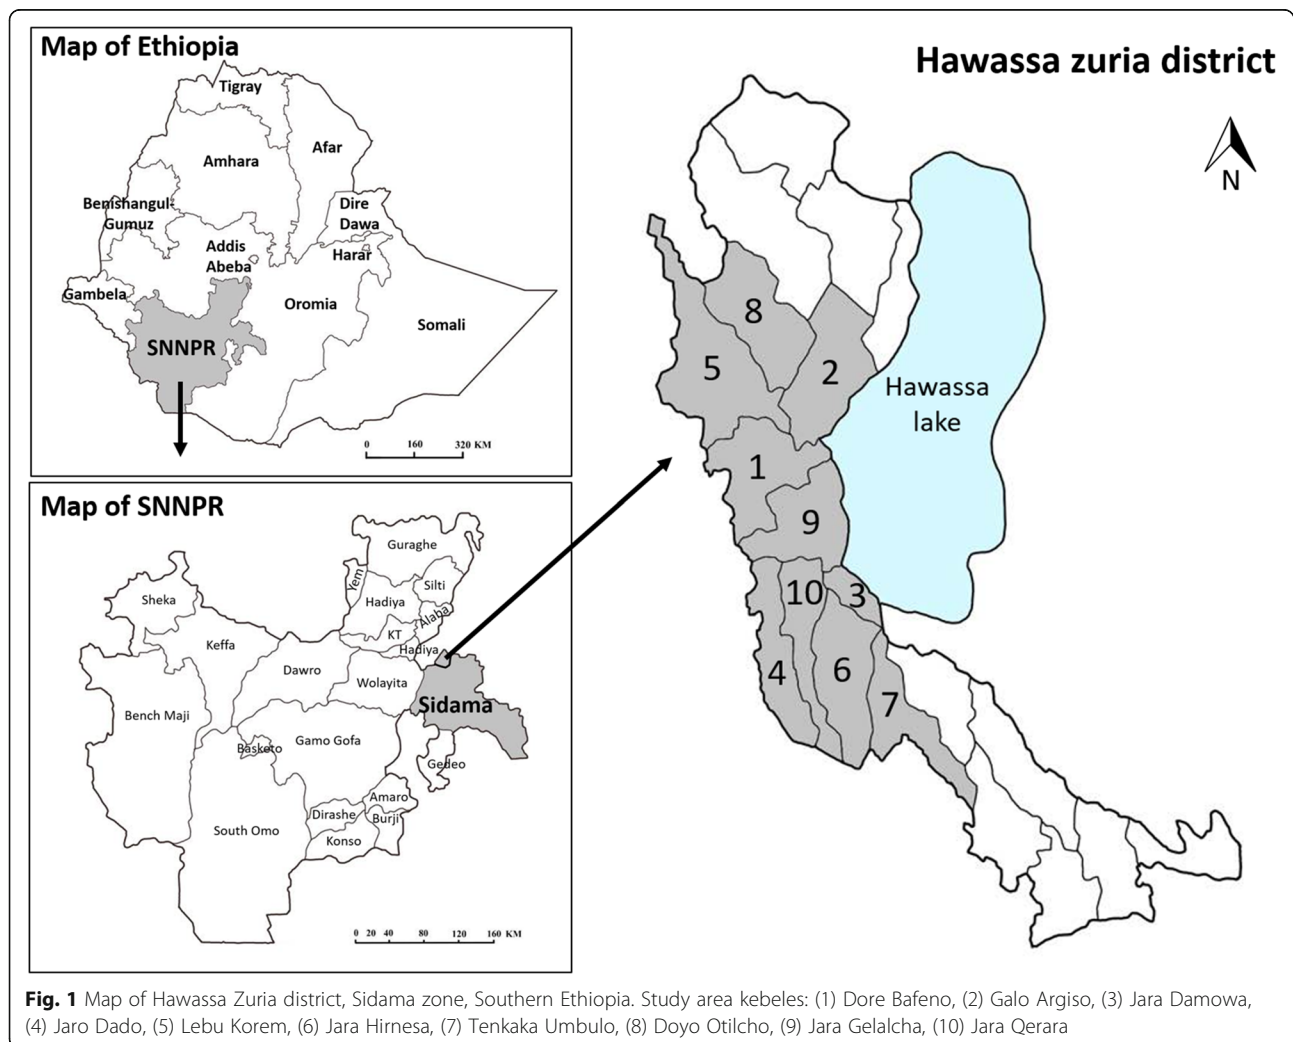 Map of Ethiopia
Tigray
Afar
Amhara
Benishangul-
Gumuz
Dire
Dawa
Addis
Abeba
Harar
Gambela
Oromia
Somali
SNNPR
0 160 320 KM
Map of SNNPR
Guraghe
Yem
Silti
Sheka
Hadiya
Alaba
KT
Keffa
Hadiya
Dawro
Wolayita
Sidama
Bench Maji
Gamo Gofa
Basketo
Gedeo
Amaro
Dirashe
Burji
South Omo
Konso
0 20 40 80 120 160 KM
Hawassa zuria district
N
8
5
2
Hawassa
lake
1
9
10
3
4
6
7
Fig. 1 Map of Hawassa Zuria district, Sidama zone, Southern Ethiopia. Study area kebeles: (1) Dore Bafeno, (2) Galo Argiso, (3) Jara Damowa,
(4) Jaro Dado, (5) Lebu Korem, (6) Jara Hirnesa, (7) Tenkaka Umbulo, (8) Doyo Otilcho, (9) Jara Gelalcha, (10) Jara Qerara